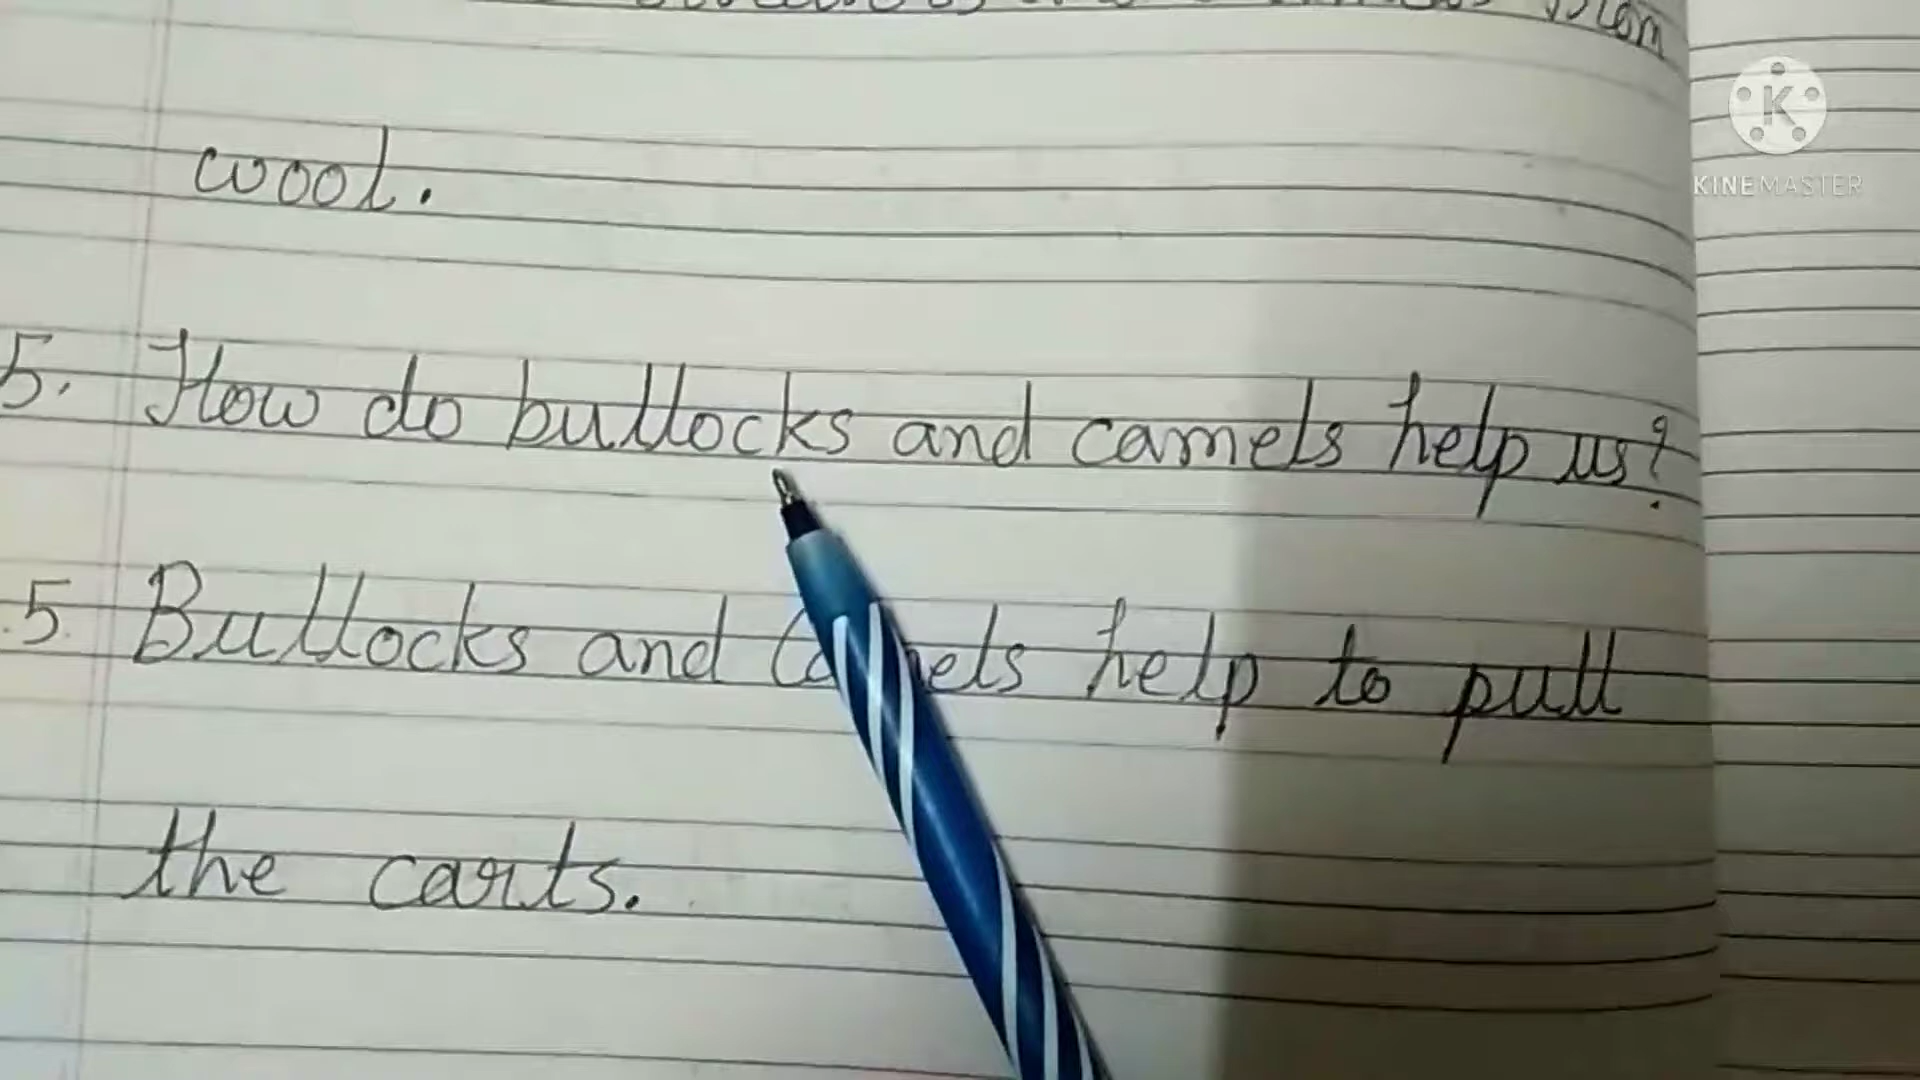 from
wool.
5. How do bullocks and camels help us?
5. Bullocks and Camels help to pull
the carts.
KINEMASTER